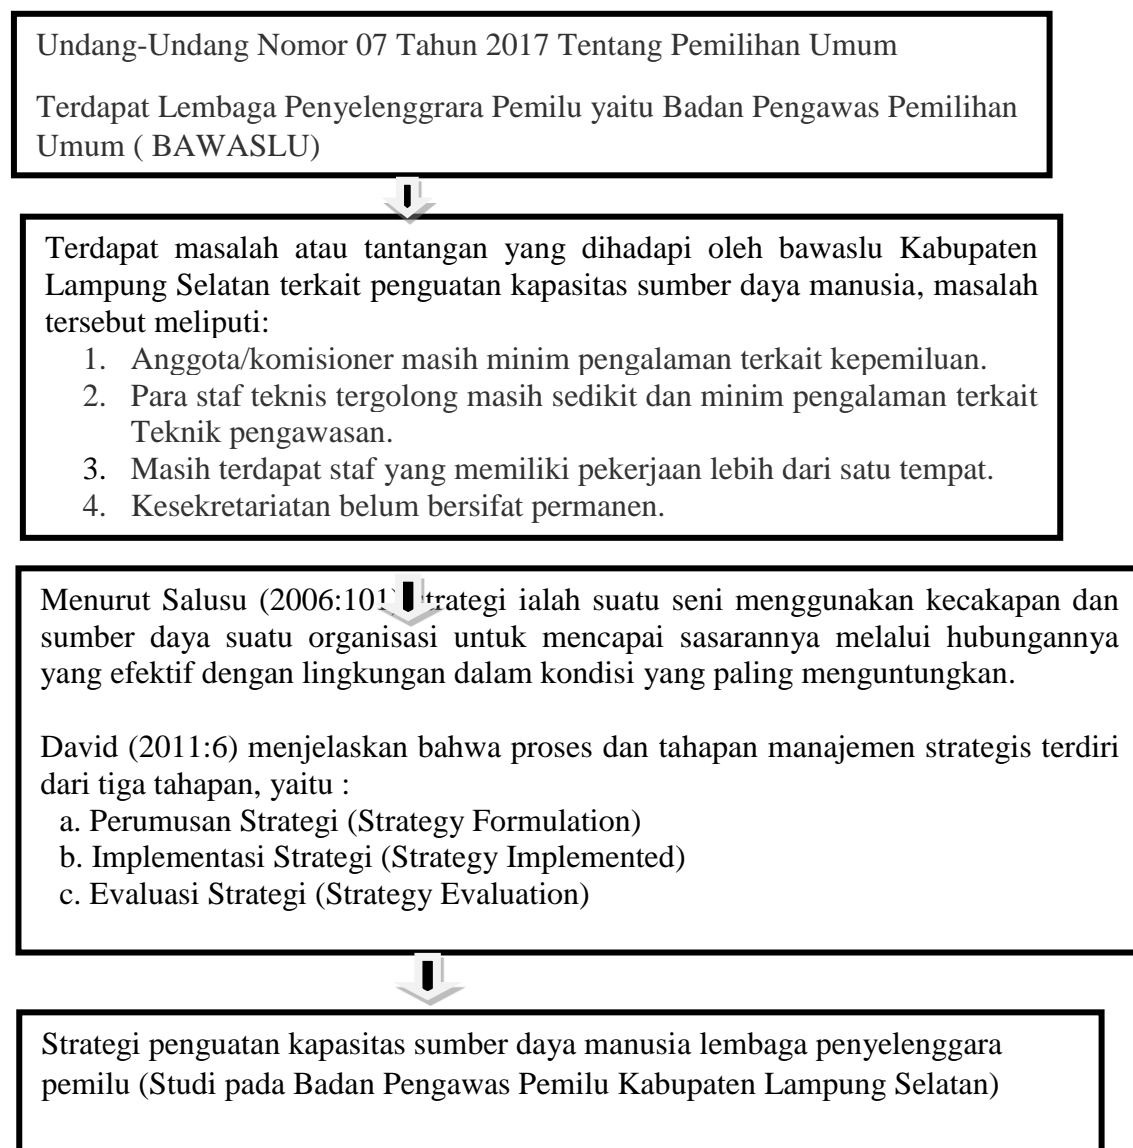 Undang-Undang Nomor 07 Tahun 2017 Tentang Pemilihan Umum
Terdapat Lembaga Penyelenggrara Pemilu yaitu Badan Pengawas Pemilihan
Umum ( BAWASLU)
Terdapat masalah atau tantangan yang dihadapi oleh bawaslu Kabupaten
Lampung Selatan terkait penguatan kapasitas sumber daya manusia, masalah
tersebut meliputi:
1. Anggota/komisioner masih minim pengalaman terkait kepemiluan.
2. Para staf teknis tergolong masih sedikit dan minim pengalaman terkait
Teknik pengawasan.
3. Masih terdapat staf yang memiliki pekerjaan lebih dari satu tempat.
4. Kesekretariatan belum bersifat permanen.
Menurut Salusu (2006:101) trategi ialah suatu seni menggunakan kecakapan dan
sumber daya suatu organisasi untuk mencapai sasarannya melalui hubungannya
yang efektif dengan lingkungan dalam kondisi yang paling menguntungkan.
David (2011:6) menjelaskan bahwa proses dan tahapan manajemen strategis terdiri
dari tiga tahapan, yaitu :
a. Perumusan Strategi (Strategy Formulation)
b. Implementasi Strategi (Strategy Implemented)
c. Evaluasi Strategi (Strategy Evaluation)
Strategi penguatan kapasitas sumber daya manusia lembaga penyelenggara
pemilu (Studi pada Badan Pengawas Pemilu Kabupaten Lampung Selatan)